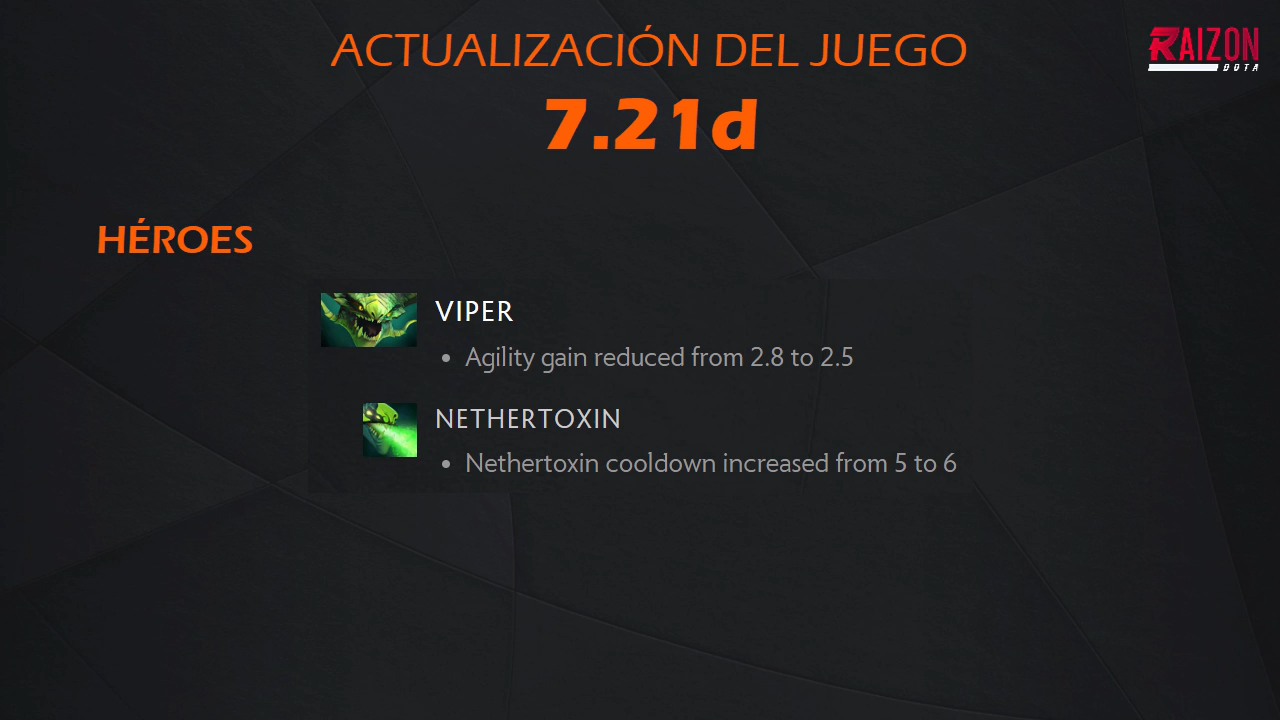 ACTUALIZACIÓN DEL JUEGO
RAIZON
DOTA
7.21d
HÉROES
VIPER
• Agility gain reduced from 2.8 to 2.5
NETHERTOXIN
• Nethertoxin cooldown increased from 5 to 6